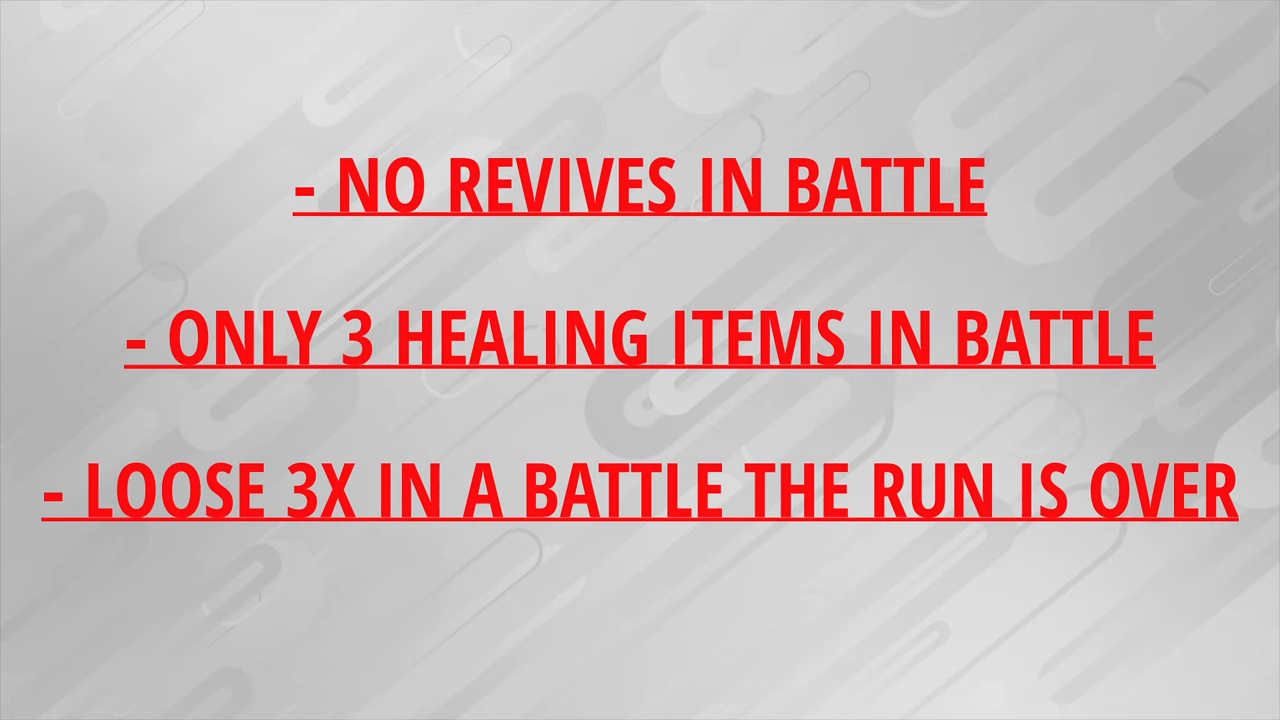 - NO REVIVES IN BATTLE
- ONLY 3 HEALING ITEMS IN BATTLE
- LOOSE 3X IN A BATTLE THE RUN IS OVER